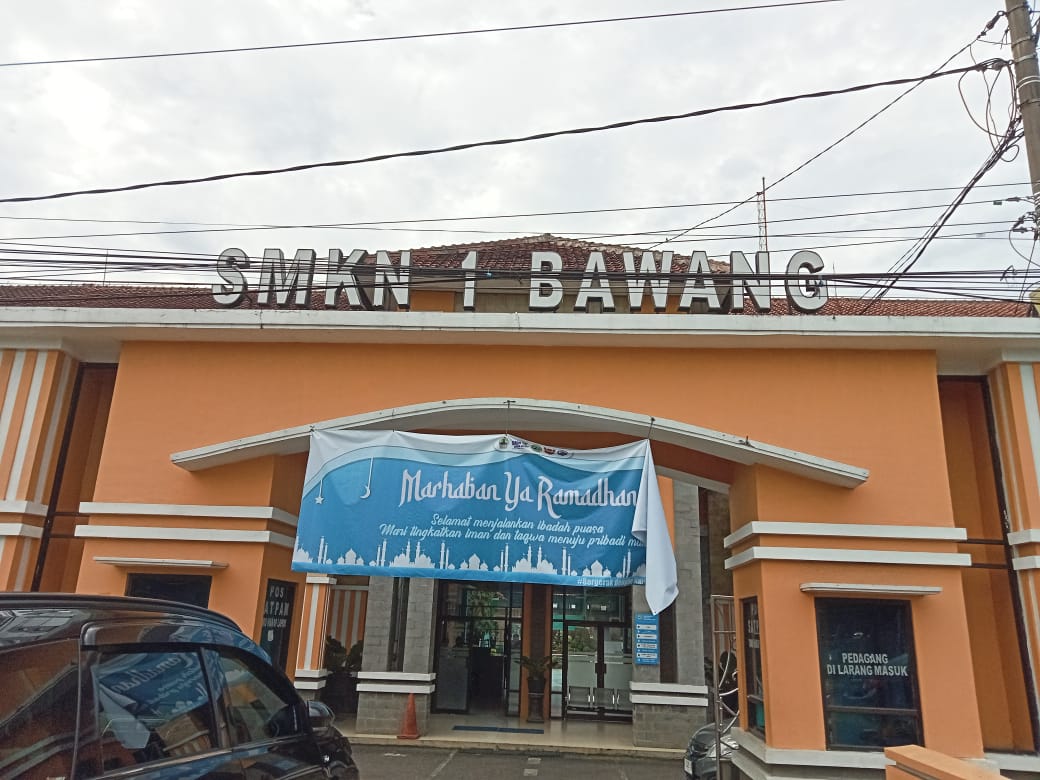 SMKN 1 BAWANG
Marhaban Ya Ramadhan
Selamat menjalankan ibadah puasa
Mari tingkatkan iman dan taqwa menuju pribadi
POS
SATPAM
PEDAGANG
DI LARANG MASUK